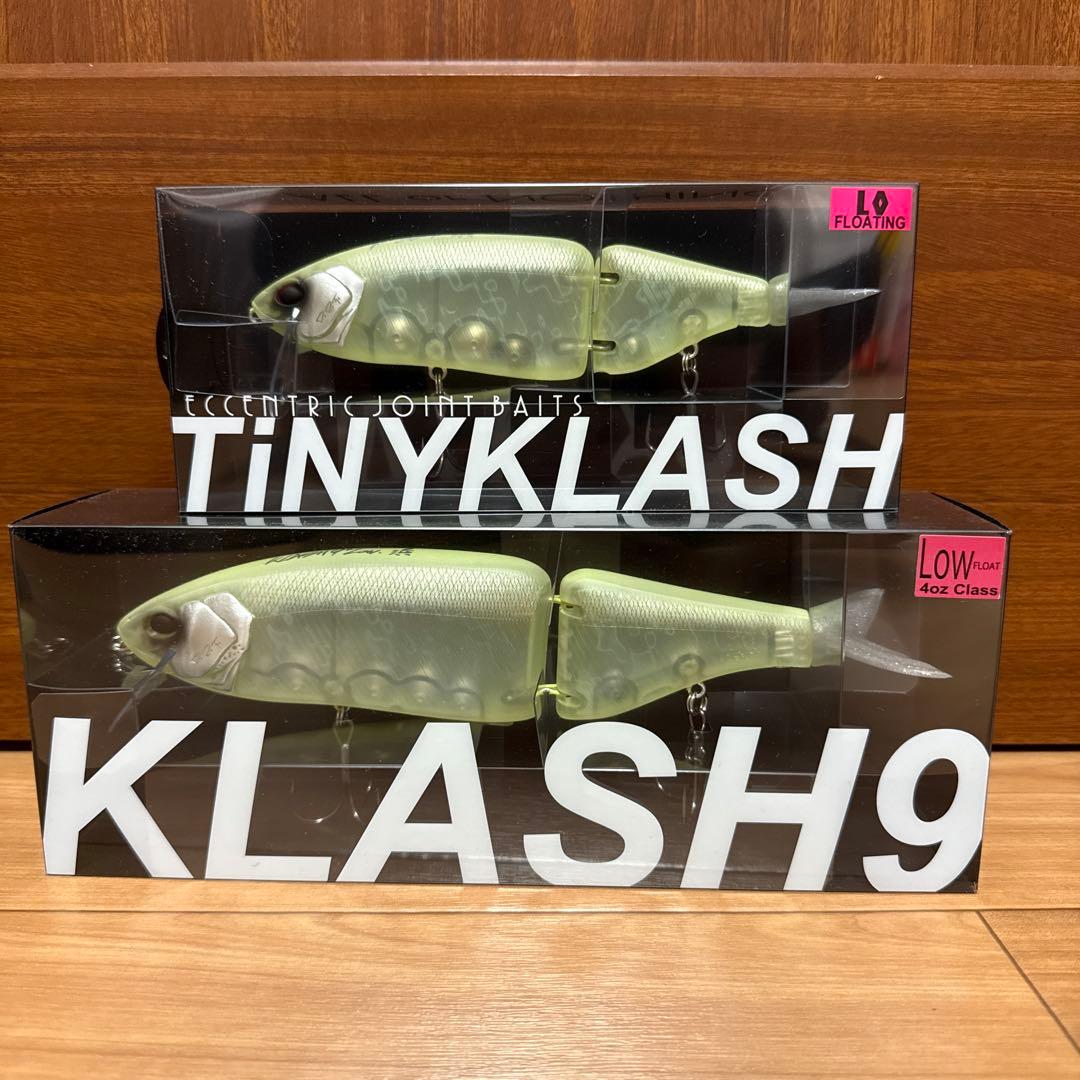 LO
FLOATING
ECCENTRIC JOINT BAITS
TiNYKLASH
LOW FLOAT
4oz Class
KLASH9